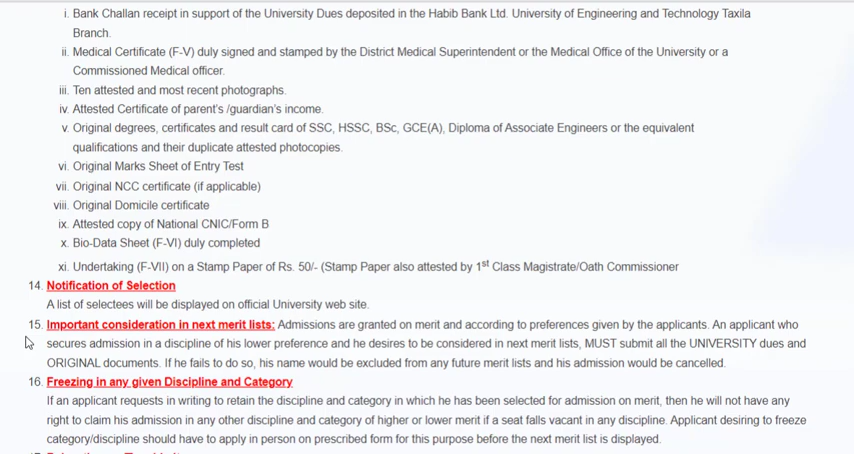 i. Bank Challan receipt in support of the University Dues deposited in the Habib Bank Ltd. University of Engineering and Technology Taxila
Branch.
ii. Medical Certificate (F-V) duly signed and stamped by the District Medical Superintendent or the Medical Office of the University or a
Commissioned Medical officer.
iii. Ten attested and most recent photographs.
iv. Attested Certificate of parent's /guardian's income.
v. Original degrees, certificates and result card of SSC, HSSC, BSc, GCE(A), Diploma of Associate Engineers or the equivalent
qualifications and their duplicate attested photocopies.
vi. Original Marks Sheet of Entry Test
vii. Original NCC certificate (if applicable)
viii. Original Domicile certificate
ix. Attested copy of National CNIC/Form B
x. Bio-Data Sheet (F-VI) duly completed
xi. Undertaking (F-VII) on a Stamp Paper of Rs. 50/- (Stamp Paper also attested by 1st Class Magistrate/Oath Commissioner
14. Notification of Selection
A list of selectees will be displayed on official University web site.
15. Important consideration in next merit lists: Admissions are granted on merit and according to preferences given by the applicants. An applicant who
secures admission in a discipline of his lower preference and he desires to be considered in next merit lists, MUST submit all the UNIVERSITY dues and
ORIGINAL documents. If he fails to do so, his name would be excluded from any future merit lists and his admission would be cancelled.
16. Freezing in any given Discipline and Category
If an applicant requests in writing to retain the discipline and category in which he has been selected for admission on merit, then he will not have any
right to claim his admission in any other discipline and category of higher or lower merit if a seat falls vacant in any discipline. Applicant desiring to freeze
category/discipline should have to apply in person on prescribed form for this purpose before the next merit list is displayed.